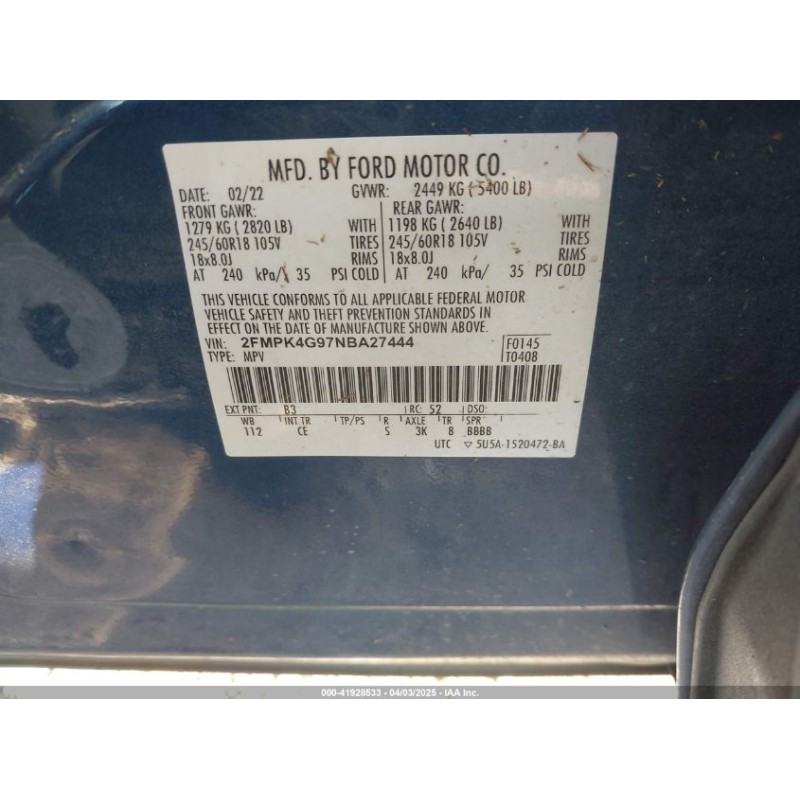 MFD. BY FORD MOTOR CO.
DATE: 02/22 GVWR: 2449 KG ( 5400 LB)
FRONT GAWR: REAR GAWR:
1279 KG ( 2820 LB) WITH 1198 KG ( 2640 LB) WITH
245/60R18 105V TIRES 245/60R18 105V TIRES
18x8.0J RIMS 18x8.0J RIMS
AT 240 kPa/ 35 PSI COLD AT 240 kPa/ 35 PSI COLD
THIS VEHICLE CONFORMS TO ALL APPLICABLE FEDERAL MOTOR
VEHICLE SAFETY AND THEFT PREVENTION STANDARDS IN
EFFECT ON THE DATE OF MANUFACTURE SHOWN ABOVE.
VIN: 2FMPK4G97NBA27444 F0145
TYPE: MPV T0408
EXT PNT: B3 RC: 52 DSO:
WB INT TR TP/PS R AXLE TR SPR
112 CE S 3K 8 BBBB
UTC ▽ 5U5A-1520472-BA
000-41928533 - 04/03/2025 - IAA Inc.